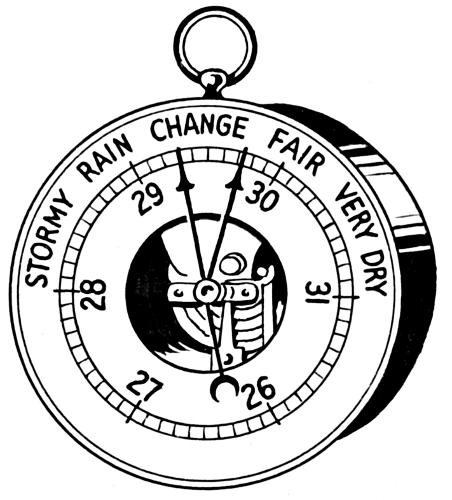 STORMY RAIN CHANGE FAIR VERY DRY
29 30
28 31
27 26